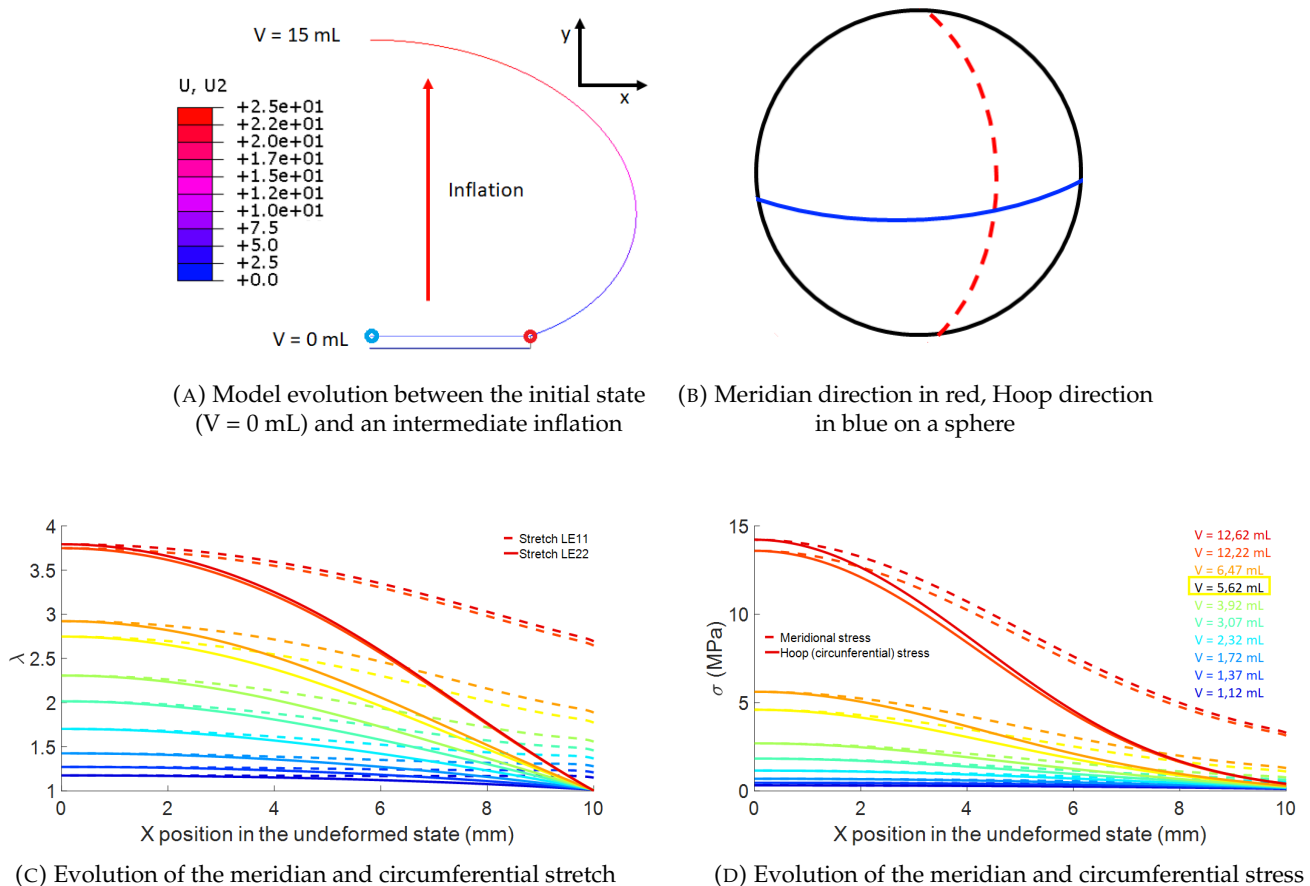 V = 15 mL
y
x
U, U2
+2.5e+01
+2.2e+01
+2.0e+01
+1.7e+01
+1.5e+01
+1.2e+01
+1.0e+01
+7.5
+5.0
+2.5
+0.0
Inflation
V = 0 mL
(A) Model evolution between the initial state
(V = 0 mL) and an intermediate inflation
(B) Meridian direction in red, Hoop direction
in blue on a sphere
4
3.5
3
2.5
2
1.5
1
λ
Stretch LE11
Stretch LE22
0 2 4 6 8 10
X position in the undeformed state (mm)
(C) Evolution of the meridian and circumferential stretch
15
10
5
0
σ (MPa)
Meridional stress
Hoop (circunferential) stress
V = 12,62 mL
V = 12,22 mL
V = 6,47 mL
V = 5,62 mL
V = 3,92 mL
V = 3,07 mL
V = 2,32 mL
V = 1,72 mL
V = 1,37 mL
V = 1,12 mL
0 2 4 6 8 10
X position in the undeformed state (mm)
(D) Evolution of the meridian and circumferential stress